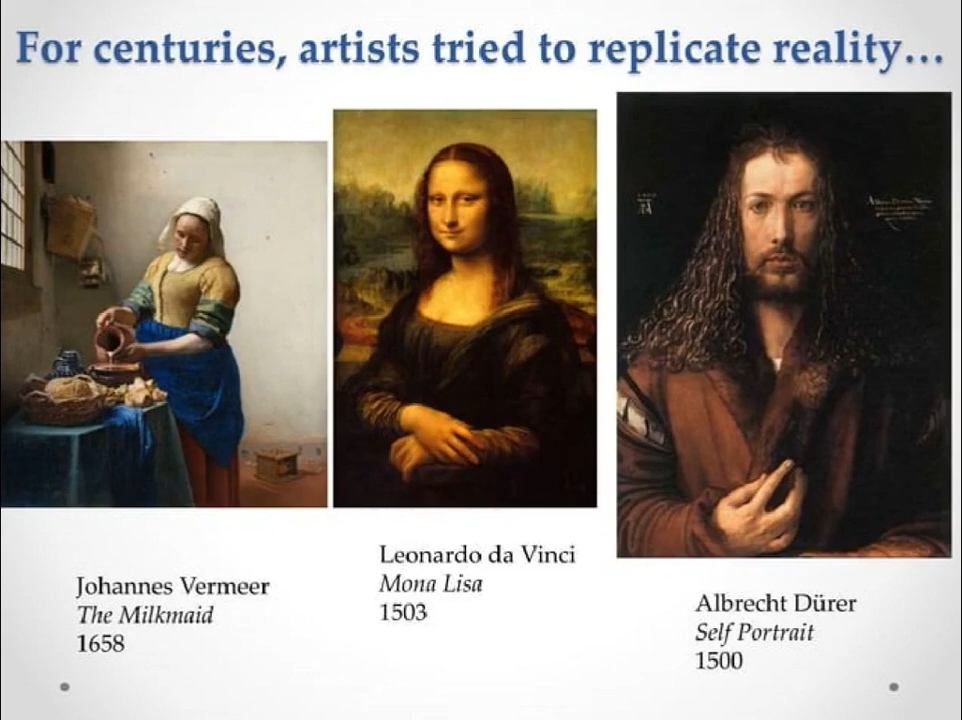 For centuries, artists tried to replicate reality…
Johannes Vermeer
The Milkmaid
1658
Leonardo da Vinci
Mona Lisa
1503
Albrecht Dürer
Self Portrait
1500